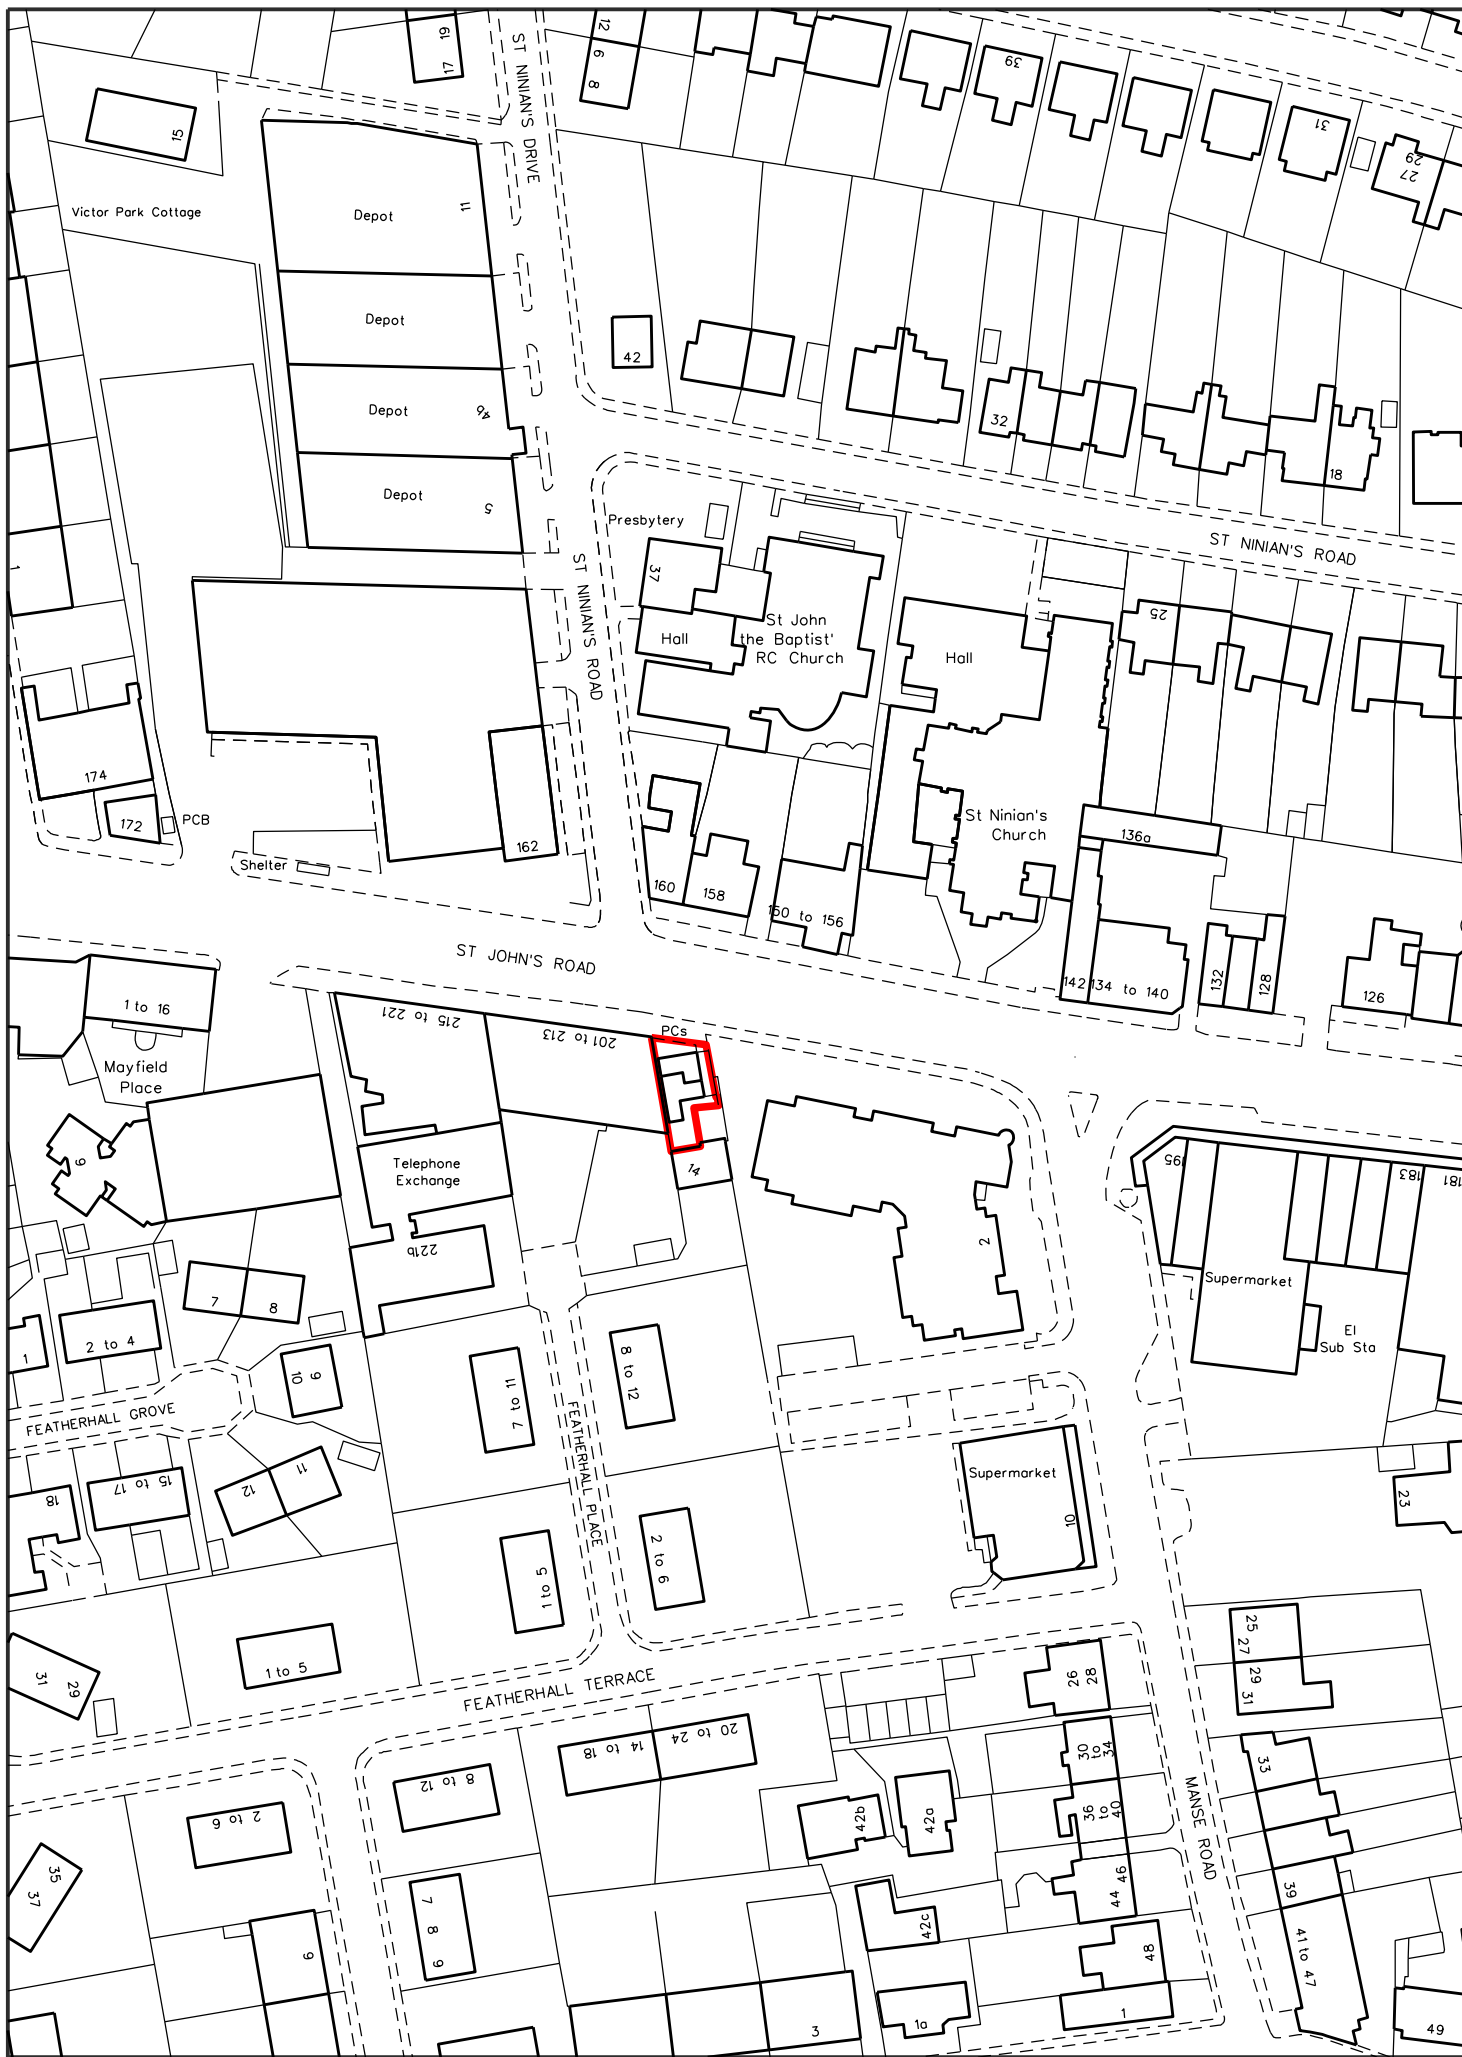 19
17
ST NINIAN'S DRIVE
12
9
8
39
31
29
27
15
Victor Park Cottage
Depot
11
Depot
42
Depot
Depot
5
32
18
ST NINIAN'S ROAD
1
Presbytery
37
ST NINIAN'S ROAD
Hall
St John
the Baptist'
RC Church
Hall
25
174
172
PCB
Shelter
162
160
158
150 to 156
St Ninian's
Church
136a
142
134 to 140
132
128
126
ST JOHN'S ROAD
1 to 16
Mayfield
Place
215 to 221
201 to 213
PCs
14
Telephone
Exchange
221b
2
195
183
181
Supermarket
El
Sub Sta
7
8
1
2 to 4
9
10
FEATHERHALL GROVE
11 to 7
8 to 12
FEATHERHALL PLACE
15 to 17
18
11
12
Supermarket
10
23
1 to 5
2 to 6
31
29
1 to 5
FEATHERHALL TERRACE
26
28
25
27
29
31
14 to 18
20 to 24
30
to
34
33
MANSE ROAD
8 to 12
2 to 6
42b
42a
36
to
40
35
37
7
8
9
44
46
39
42c
48
41 to 47
3
1a
1
49